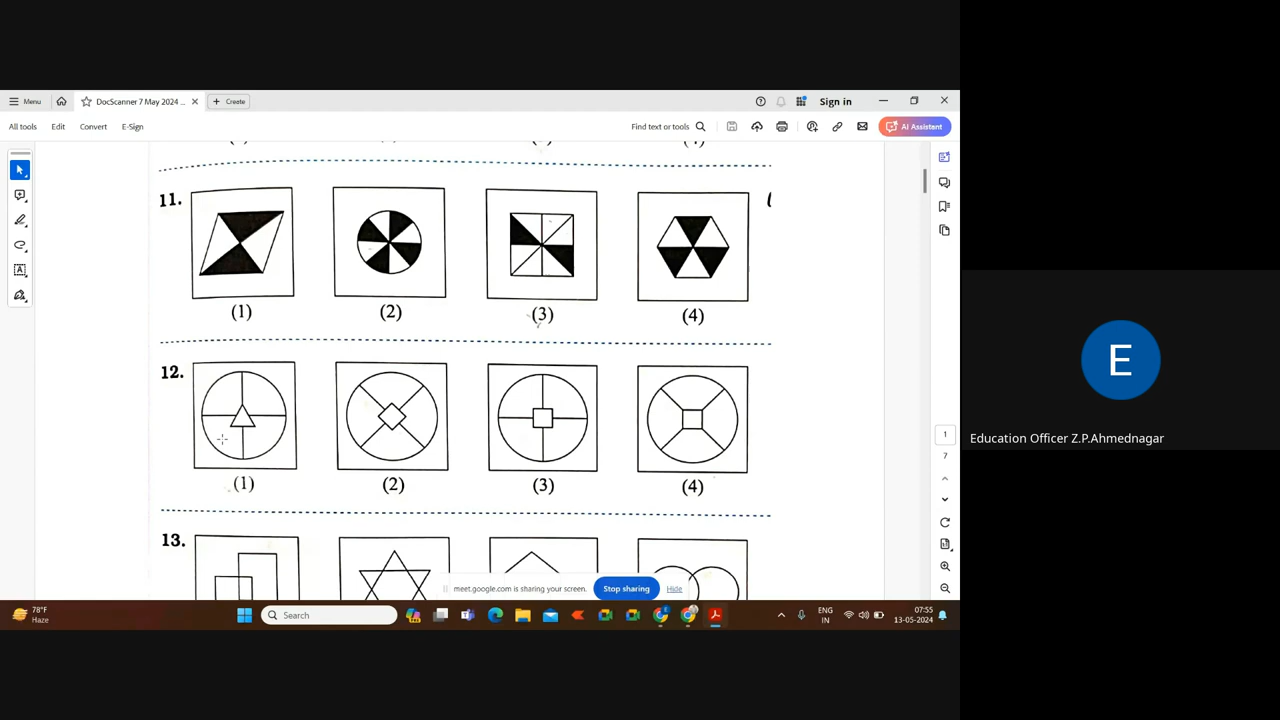 Menu
DocScanner 7 May 2024 ...
Create
Sign in
All tools
Edit
Convert
E-Sign
Find text or tools
AI Assistant
11.
(1)
(2)
(3)
(4)
12.
(1)
(2)
(3)
(4)
13.
1
7
meet.google.com is sharing your screen.
Stop sharing
Hide
E
Education Officer Z.P.Ahmednagar
78°F
Haze
Search
ENG
IN
07:55
13-05-2024